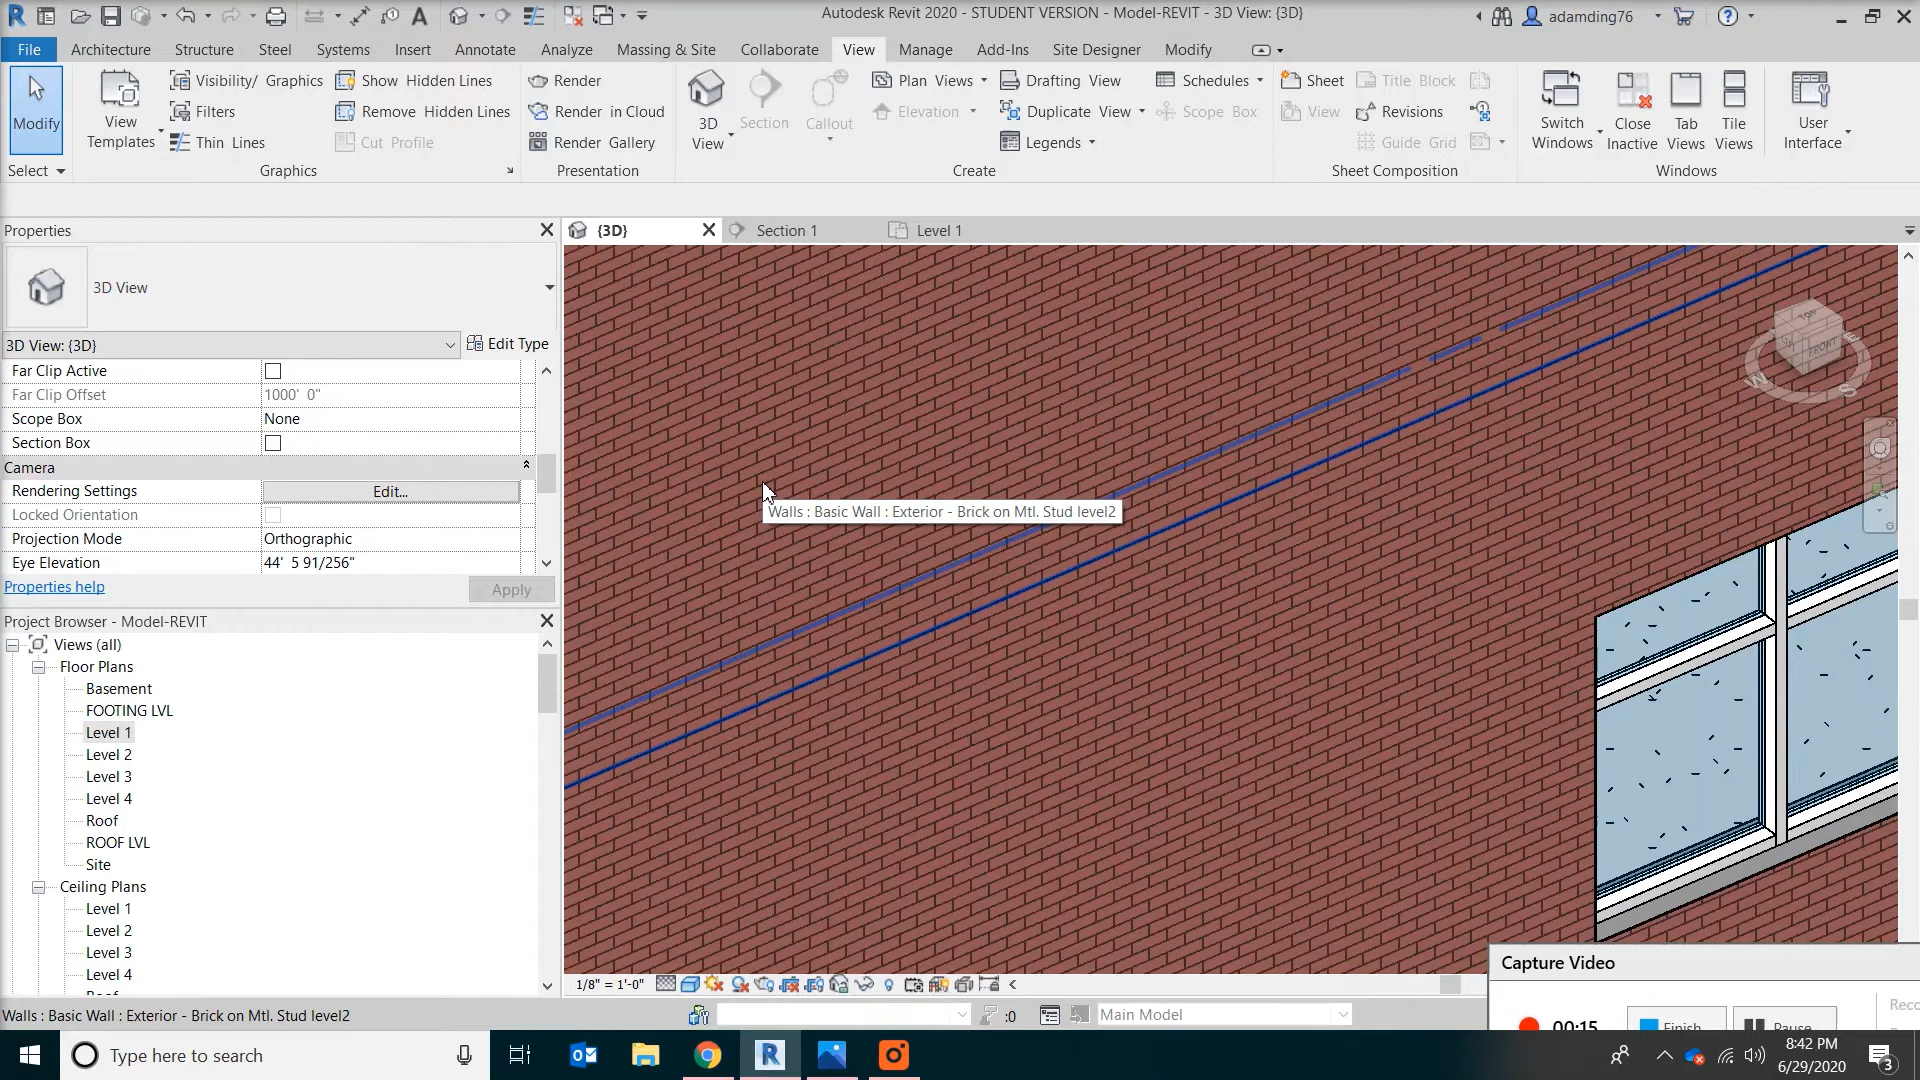 Autodesk Revit 2020 - STUDENT VERSION - Model-REVIT - 3D View: {3D}
adamding76
File Architecture Structure Steel Systems Insert Annotate Analyze Massing & Site Collaborate View Manage Add-Ins Site Designer Modify
Modify
View Templates
Visibility/ Graphics
Filters
Thin Lines
Show Hidden Lines
Remove Hidden Lines
Cut Profile
Render
Render in Cloud
Render Gallery
3D View
Section
Callout
Plan Views
Elevation
Drafting View
Duplicate View
Legends
Schedules
Scope Box
Sheet
View
Title Block
Revisions
Guide Grid
Switch Windows
Close Inactive
Tab Views
Tile Views
User Interface
Select Graphics Presentation Create Sheet Composition Windows
Properties
{3D} Section 1 Level 1
3D View
3D View: {3D} Edit Type
Far Clip Active
Far Clip Offset 1000' 0"
Scope Box None
Section Box
Camera
Rendering Settings Edit...
Locked Orientation
Projection Mode Orthographic
Eye Elevation 44' 5 91/256"
Properties help Apply
TOP
FRONT
W
S
Walls : Basic Wall : Exterior - Brick on Mtl. Stud level2
Project Browser - Model-REVIT
Views (all)
Floor Plans
Basement
FOOTING LVL
Level 1
Level 2
Level 3
Level 4
Roof
ROOF LVL
Site
Ceiling Plans
Level 1
Level 2
Level 3
Level 4
1/8" = 1'-0"
Capture Video
00:15 Finish Pause
Walls : Basic Wall : Exterior - Brick on Mtl. Stud level2
:0
Main Model
Type here to search
8:42 PM
6/29/2020
3